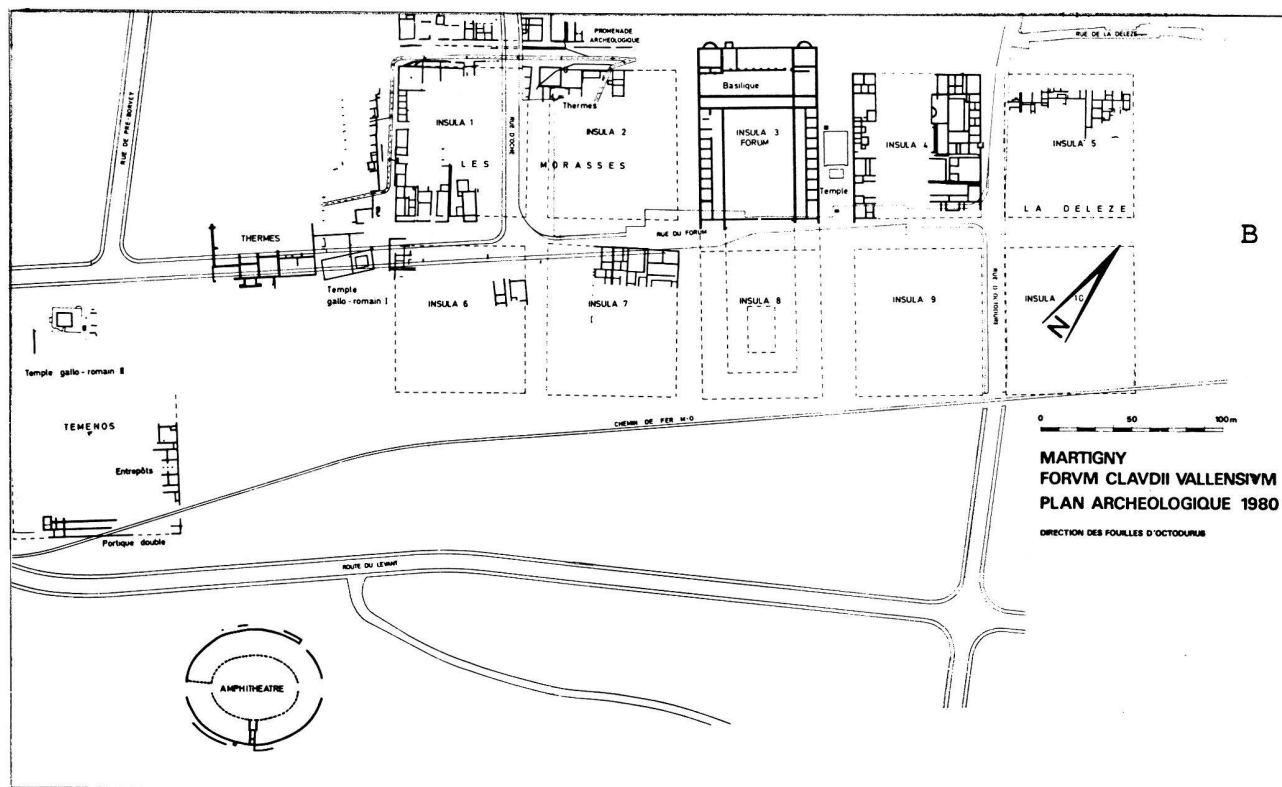 PROMENADE
ARCHEOLOGIQUE
RUE DE LA DELEZE
RUE DE PRE-BORVEY
Basilique
Thermes
INSULA 1
RUE D'OCHE
INSULA 2
INSULA 3
FORUM
INSULA 4
INSULA 5
LES MORASSES
Temple
LA DELEZE
RUE DU FORUM
B
THERMES
Temple
gallo-romain I
INSULA 6
INSULA 7
INSULA 8
INSULA 9
RUE D'OCTODURE
INSULA 10
N
Temple gallo-romain II
TEMENOS
Entrepôts
Portique double
CHEMIN DE FER M-O
0 50 100m
MARTIGNY
FORVM CLAVDII VALLENSIVM
PLAN ARCHEOLOGIQUE 1980
DIRECTION DES FOUILLES D'OCTODURUS
ROUTE DU LEVANT
AMPHITHEATRE